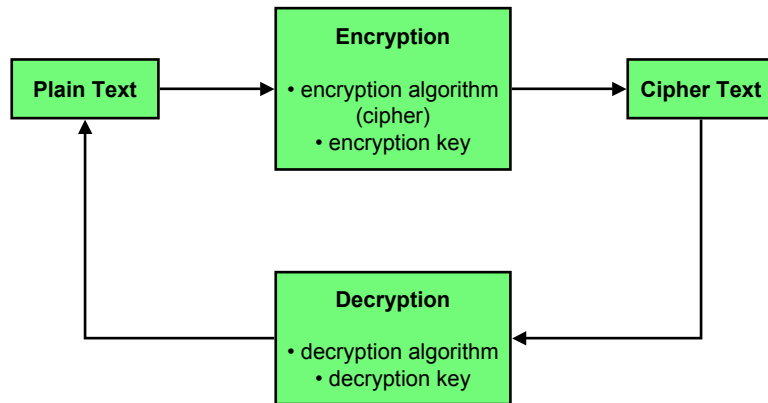 Encryption
Plain Text
• encryption algorithm
(cipher)
• encryption key
Cipher Text
Decryption
• decryption algorithm
• decryption key